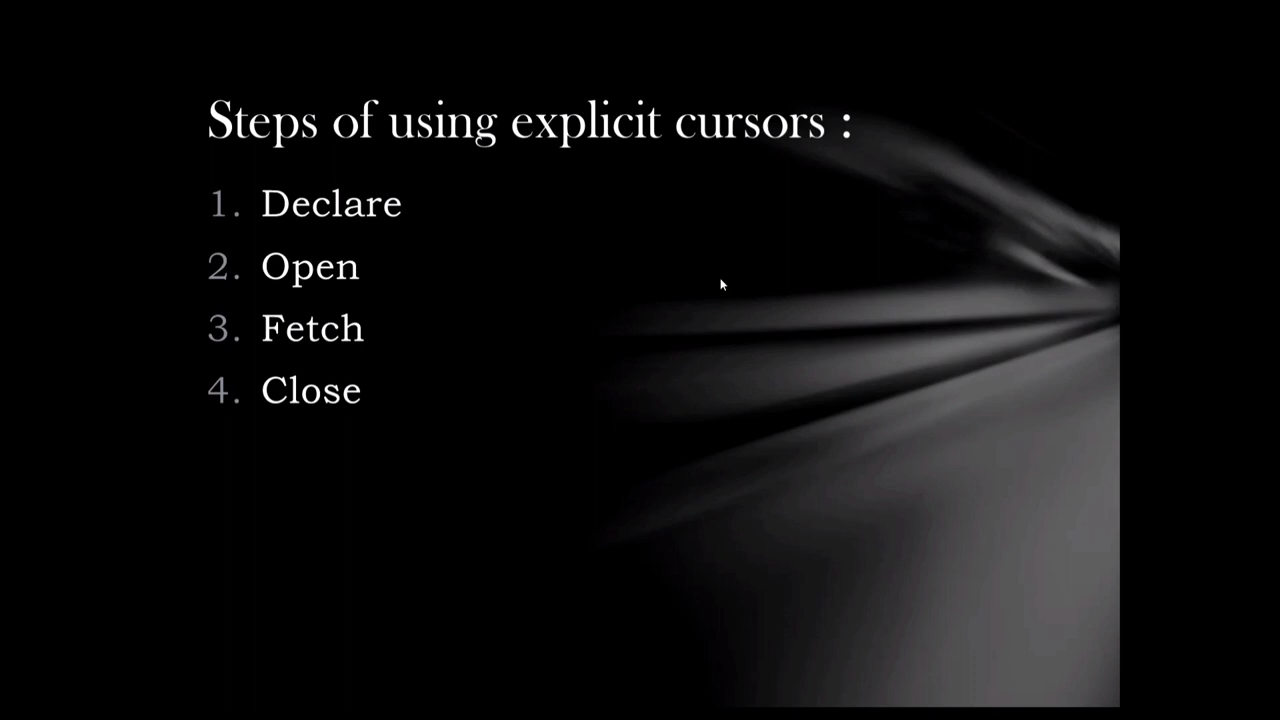 Steps of using explicit cursors :
1. Declare
2. Open
3. Fetch
4. Close